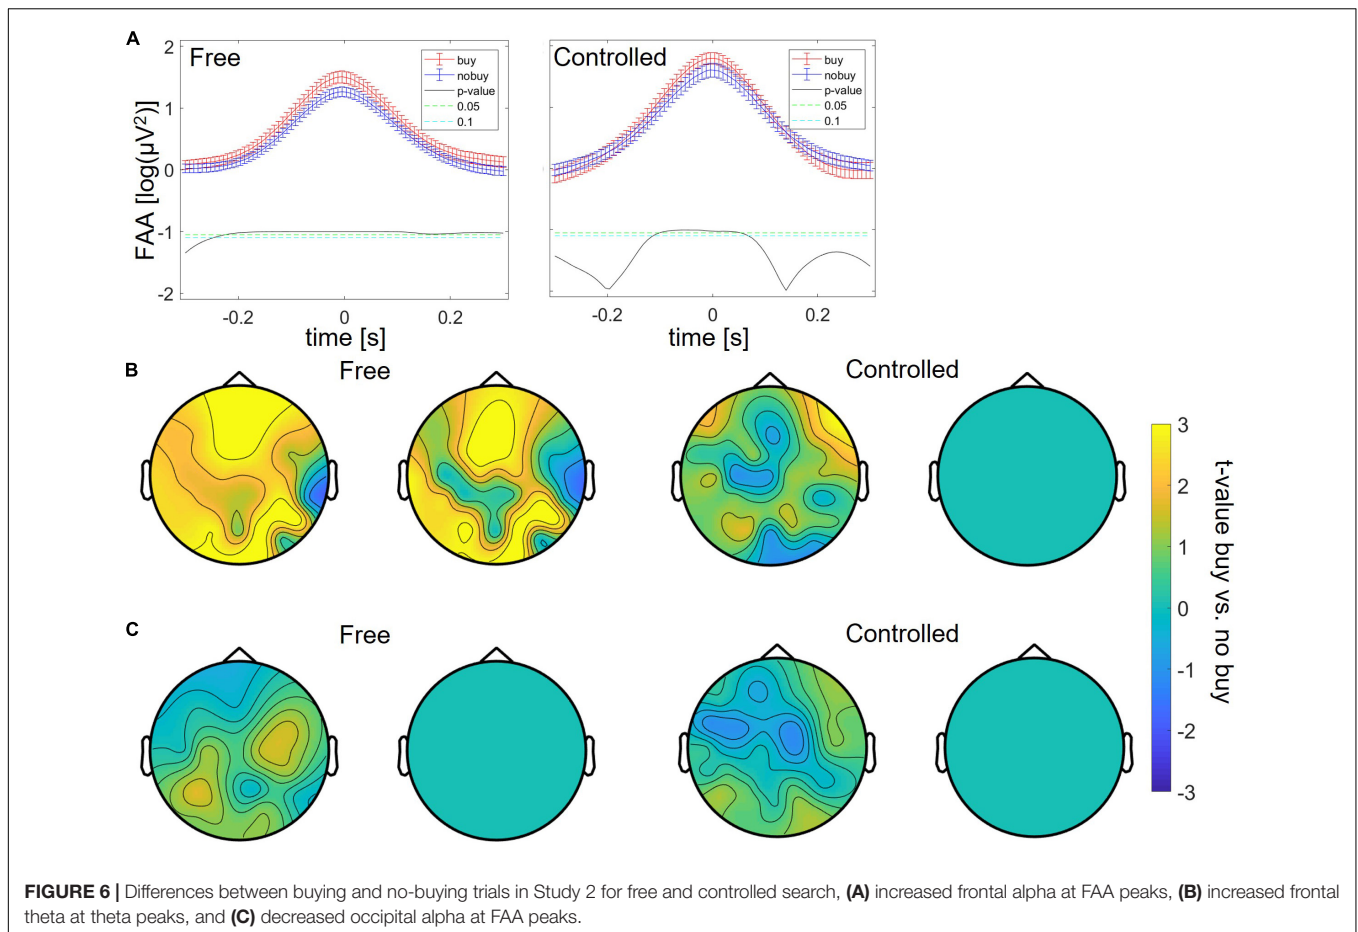 A
Free
buy
nobuy
p-value
0.05
0.1
2
1
0
-1
-2
FAA [log(µV²)]
-0.2
0
0.2
time [s]
Controlled
buy
nobuy
p-value
0.05
0.1
-0.2
0
0.2
time [s]
B
Free
Controlled
C
Free
Controlled
3
2
1
0
-1
-2
-3
t-value buy vs. no buy
FIGURE 6 | Differences between buying and no-buying trials in Study 2 for free and controlled search, (A) increased frontal alpha at FAA peaks, (B) increased frontal
theta at theta peaks, and (C) decreased occipital alpha at FAA peaks.